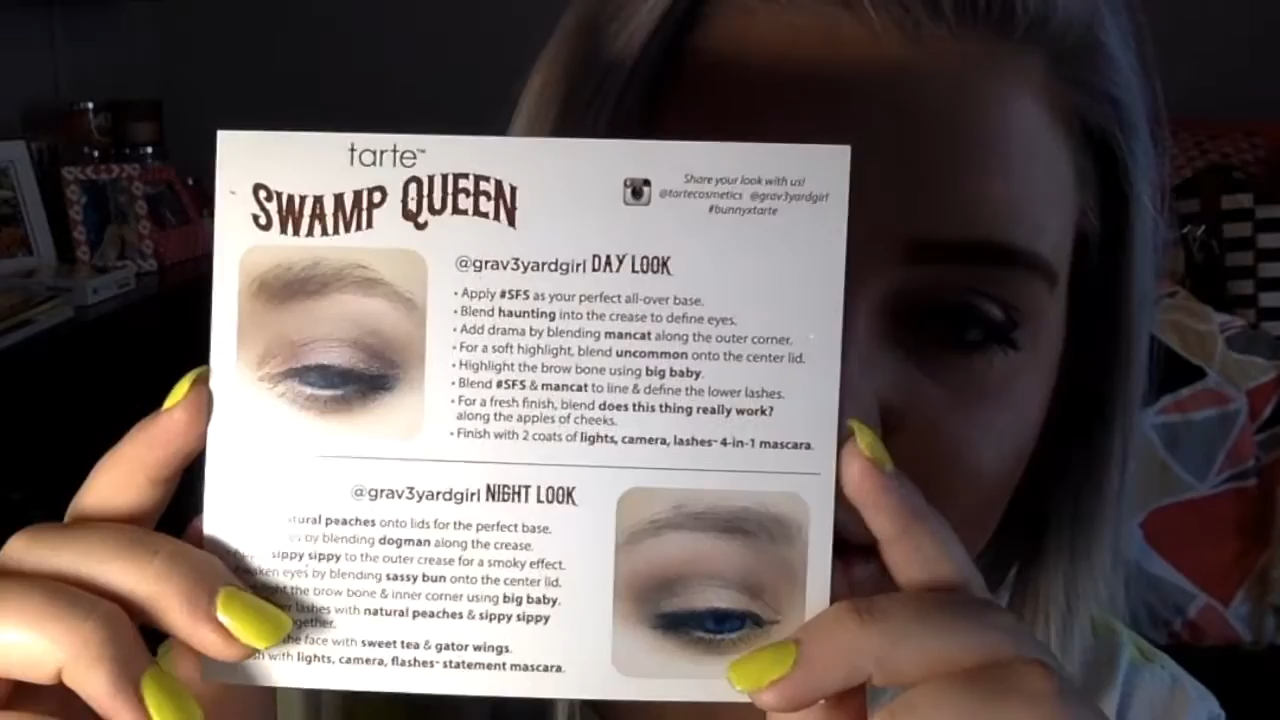 tarte™
SWAMP QUEEN
Share your look with us!
@tartecosmetics @grav3yardgirl
#bunnyxtarte
@grav3yardgirl DAY LOOK
• Apply #SFS as your perfect all-over base.
• Blend haunting into the crease to define eyes.
• Add drama by blending mancat along the outer corner.
• For a soft highlight, blend uncommon onto the center lid.
• Highlight the brow bone using big baby.
• Blend #SFS & mancat to line & define the lower lashes.
• For a fresh finish, blend does this thing really work?
along the apples of cheeks.
• Finish with 2 coats of lights, camera, lashes™ 4-in-1 mascara.
@grav3yardgirl NIGHT LOOK
peaches onto lids for the perfect base.
by blending dogman along the crease.
sippy sippy to the outer crease for a smoky effect.
eyes by blending sassy bun onto the center lid.
the brow bone & inner corner using big baby.
lashes with natural peaches & sippy sippy
the face with sweet tea & gator wings.
with lights, camera, flashes™ statement mascara.